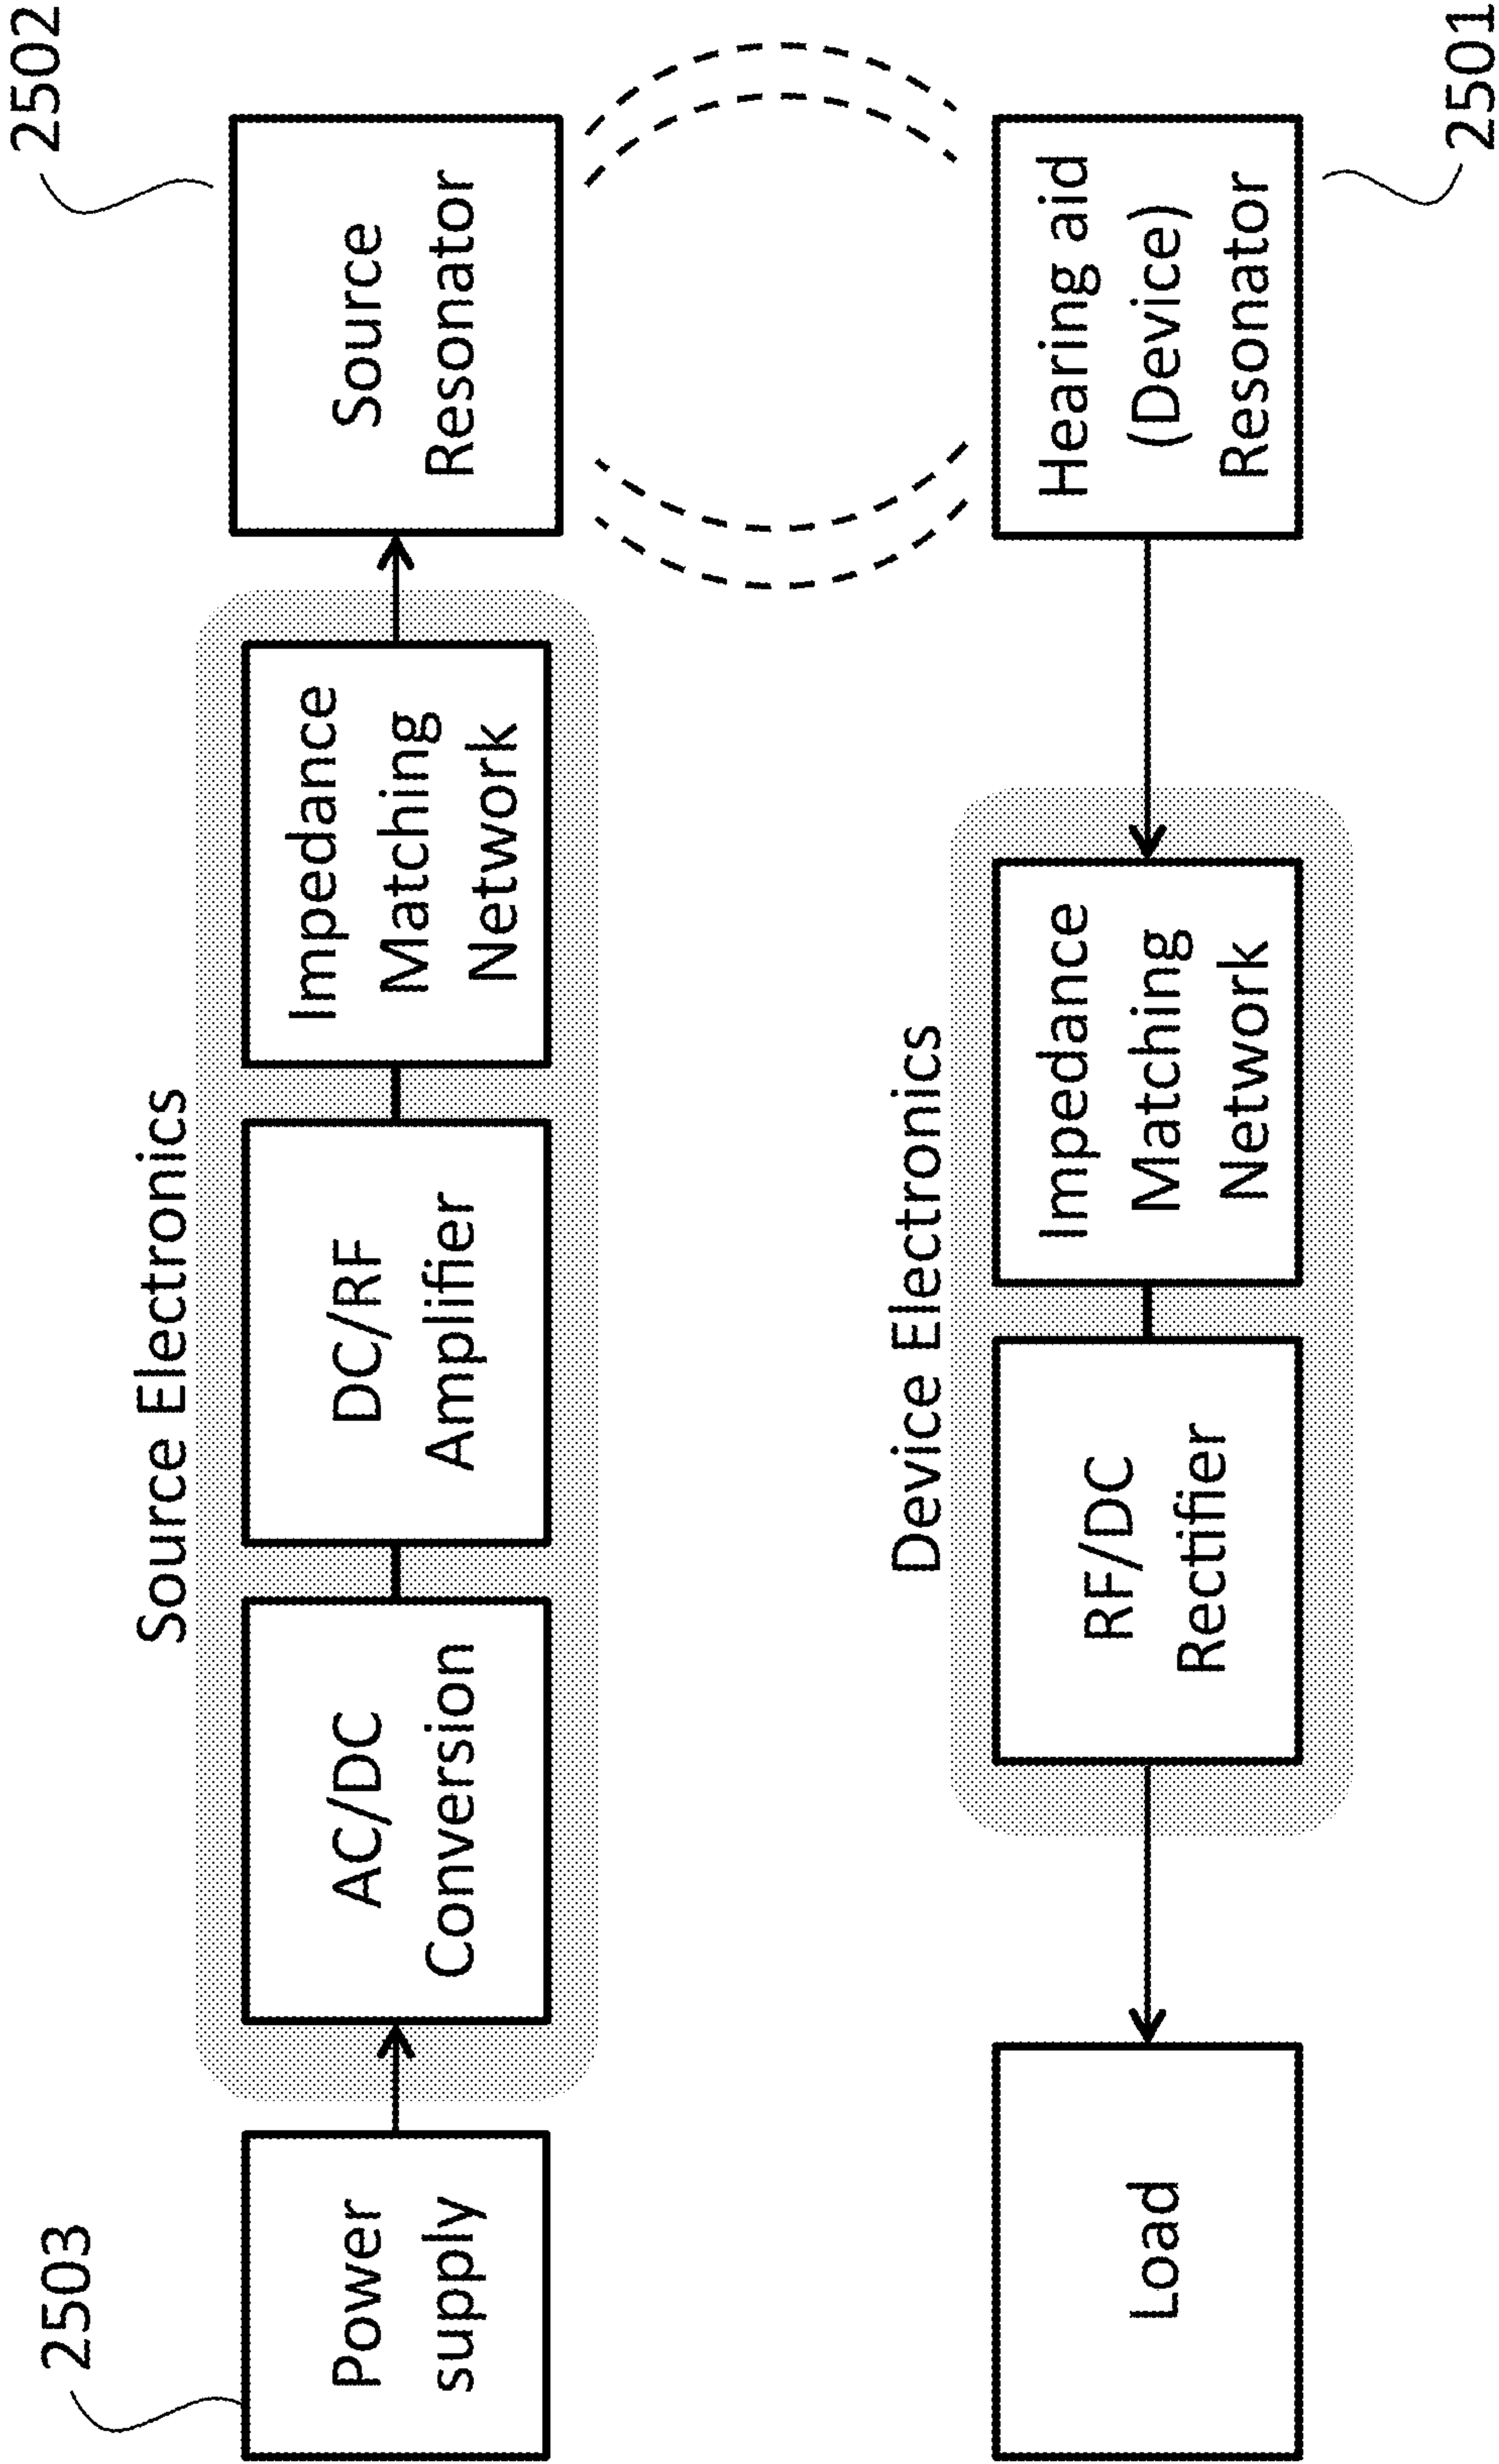 2503
2502
Source Electronics
Power
supply
AC/DC
Conversion
DC/RF
Amplifier
Impedance
Matching
Network
Source
Resonator
Device Electronics
Load
RF/DC
Rectifier
Impedance
Matching
Network
Hearing aid
(Device)
Resonator
2501